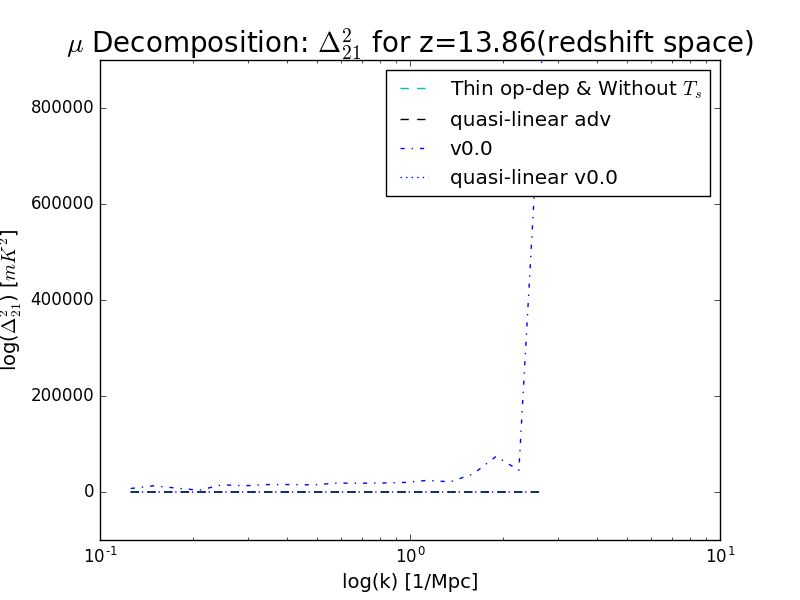 μ Decomposition: Δ²₂₁ for z=13.86(redshift space)
Thin op-dep & Without Tₛ
quasi-linear adv
v0.0
quasi-linear v0.0
800000
600000
400000
200000
0
log(Δ²₂₁) [mK²]
10⁻¹
10⁰
10¹
log(k) [1/Mpc]